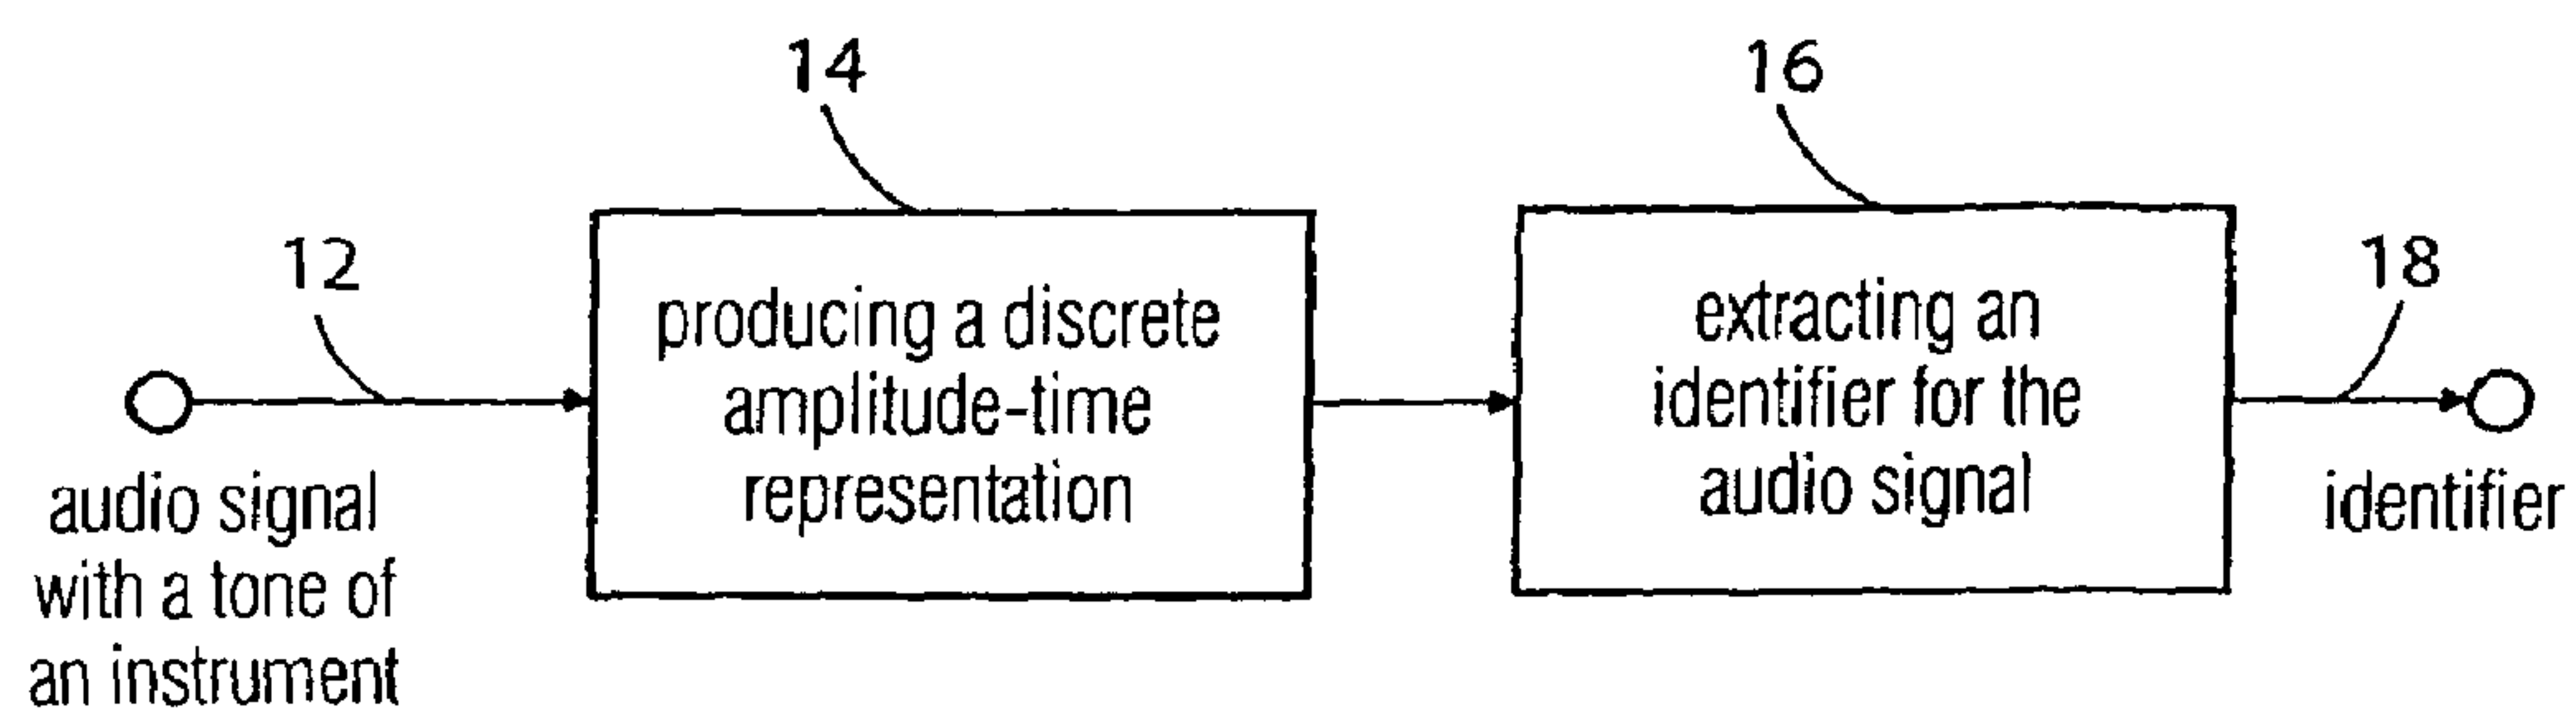 14
16
12
18
producing a discrete
amplitude-time
representation
extracting an
identifier for the
audio signal
audio signal
with a tone of
an instrument
identifier